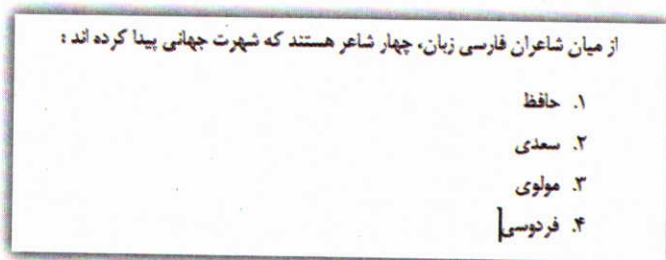 از میان شاعران فارسی زبان، چهار شاعر هستند که شهرت جهانی پیدا کرده اند :
۱. حافظ
۲. سعدی
۳. مولوی
۴. فردوسی